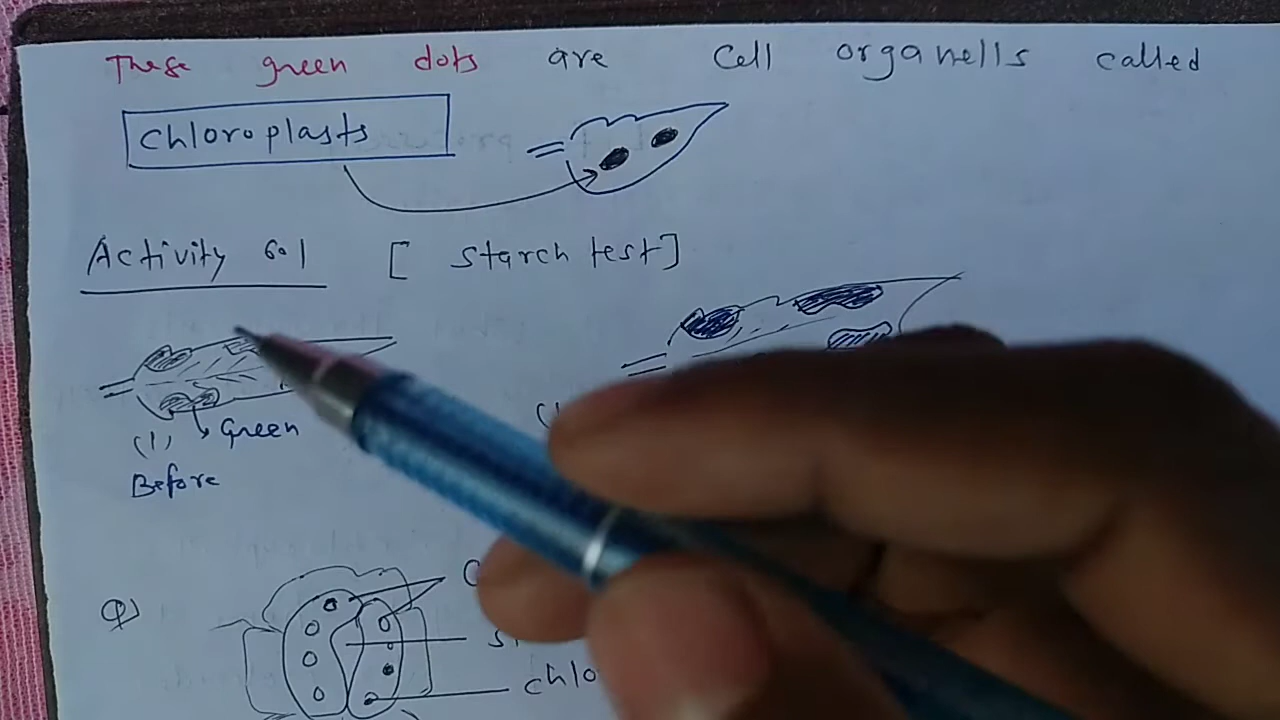 These green dots are Cell organells called
chloroplasts
Activity 6.1 [ starch test]
Green
(1)
Before
Q)
chlo